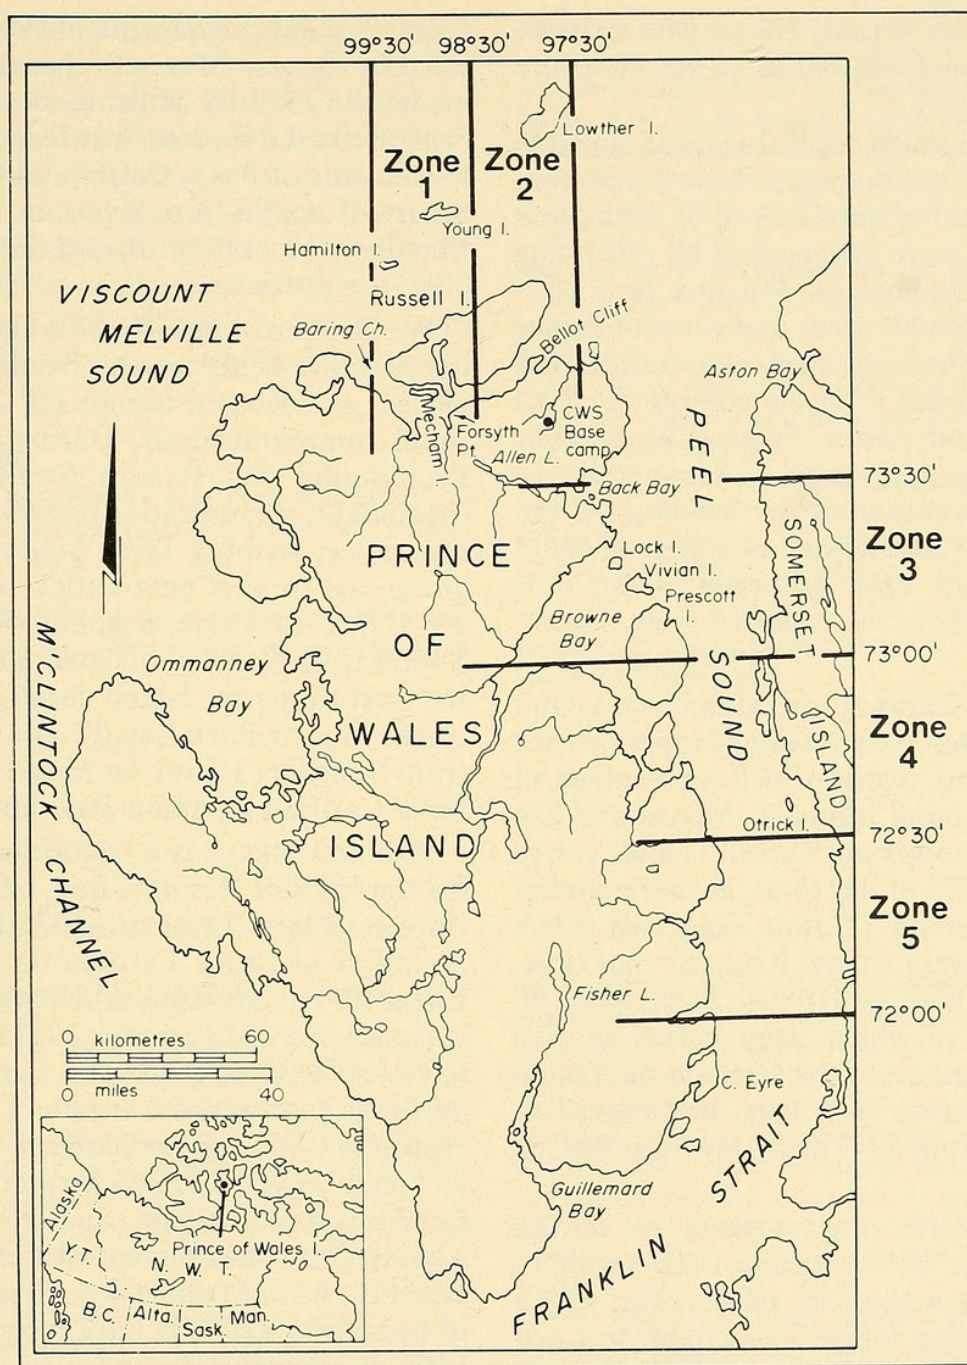 99°30' 98°30' 97°30'
Lowther I.
Zone
1
Zone
2
Young I.
Hamilton I.
Russell I.
VISCOUNT
MELVILLE
SOUND
Baring Ch.
Bellot Cliff
Aston Bay
Mecham I.
Forsyth
Pt.
CWS
Base
camp
Allen L.
Back Bay
PEEL
SOUND
73°30'
Zone
3
PRINCE
OF
WALES
ISLAND
Lock I.
Vivian I.
Prescott
I.
Browne
Bay
SOMERSET
ISLAND
73°00'
Ommanney
Bay
M'CLINTOCK
CHANNEL
Zone
4
Otrick I.
72°30'
Zone
5
Fisher L.
72°00'
C. Eyre
0 kilometres 60
0 miles 40
Guillemard
Bay
FRANKLIN
STRAIT
Alaska
Y.T.
Prince of Wales I.
N. W. T.
B.C. Alta. Man.
Sask.